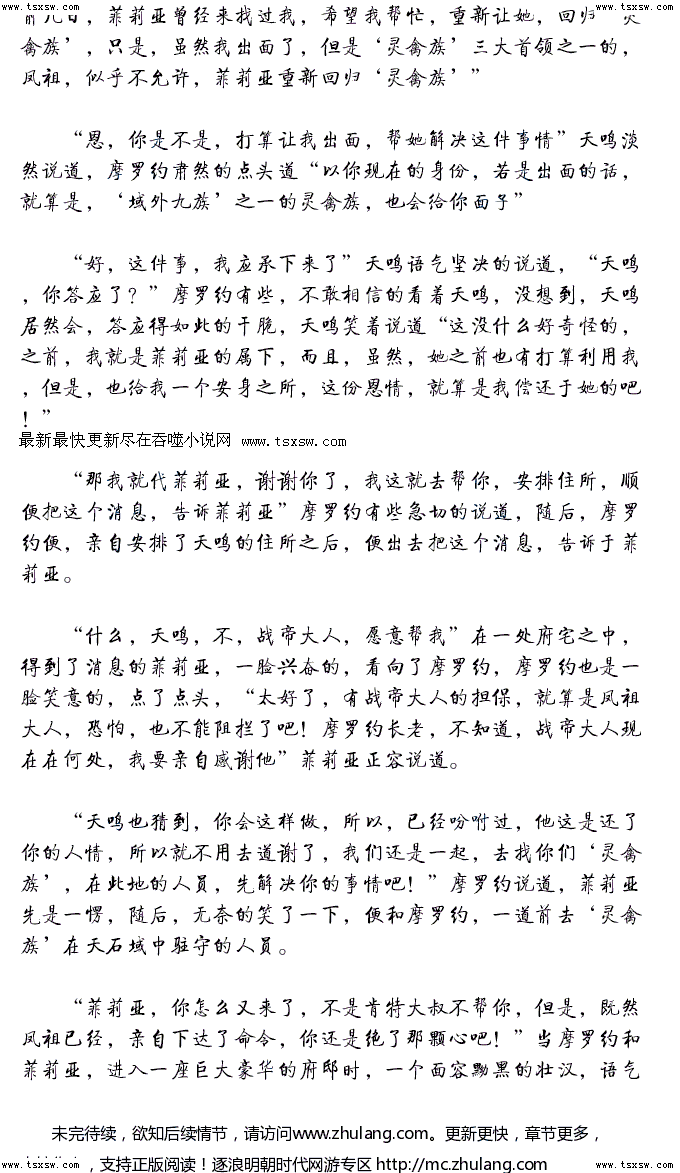 www.tsxsw.com www.tsxsw.com www.tsxsw.com
前几日，菲莉亚曾经来找过我，希望我帮忙，重新让她，回归‘灵
禽族’，只是，虽然我出面了，但是‘灵禽族’三大首领之一的，
凤祖，似乎不允许，菲莉亚重新回归‘灵禽族’”
“恩，你是不是，打算让我出面，帮她解决这件事情”天鸣淡
然说道，摩罗约肃然的点头道“以你现在的身份，若是出面的话，
就算是，‘域外九族’之一的灵禽族，也会给你面子”
“好，这件事，我应承下来了”天鸣语气坚决的说道，“天鸣
，你答应了？”摩罗约有些，不敢相信的看着天鸣，没想到，天鸣
居然会，答应得如此的干脆，天鸣笑着说道“这没什么好奇怪的，
之前，我就是菲莉亚的属下，而且，虽然，她之前也有打算利用我
，但是，也给我一个安身之所，这份恩情，就算是我偿还于她的吧
！”
最新最快更新尽在吞噬小说网 www.tsxsw.com
“那我就代菲莉亚，谢谢你了，我这就去帮你，安排住所，顺
便把这个消息，告诉菲莉亚”摩罗约有些急切的说道，随后，摩罗
约便，亲自安排了天鸣的住所之后，便出去把这个消息，告诉于菲
莉亚。
“什么，天鸣，不，战帝大人，愿意帮我”在一处府宅之中，
得到了消息的菲莉亚，一脸兴奋的，看向了摩罗约，摩罗约也是一
脸笑意的，点了点头，“太好了，有战帝大人的担保，就算是凤祖
大人，恐怕，也不能阻拦了吧！摩罗约长老，不知道，战帝大人现
在在何处，我要亲自感谢他”菲莉亚正容说道。
“天鸣也猜到，你会这样做，所以，已经吩咐过，他这是还了
你的人情，所以就不用去道谢了，我们还是一起，去找你们‘灵禽
族’，在此地的人员，先解决你的事情吧！”摩罗约说道，菲莉亚
先是一愣，随后，无奈的笑了一下，便和摩罗约，一道前去‘灵禽
族’在天石域中驻守的人员。
“菲莉亚，你怎么又来了，不是肯特大叔不帮你，但是，既然
凤祖已经，亲自下达了命令，你还是绝了那颗心吧！”当摩罗约和
菲莉亚，进入一座巨大豪华的府邸时，一个面容黝黑的壮汉，语气
未完待续，欲知后续情节，请访问www.zhulang.com。更新更快，章节更多，
，支持正版阅读！逐浪明朝时代网游专区 http://mc.zhulang.com
www.tsxsw.com www.tsxsw.com